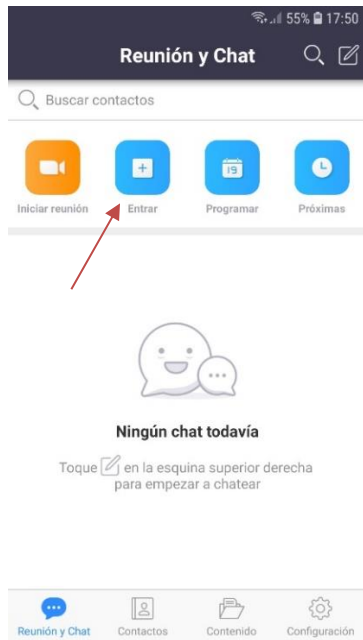 55% 17:50
Reunión y Chat
Buscar contactos
19
Iniciar reunión Entrar Programar Próximas
Ningún chat todavía
Toque en la esquina superior derecha
para empezar a chatear
Reunión y Chat Contactos Contenido Configuración